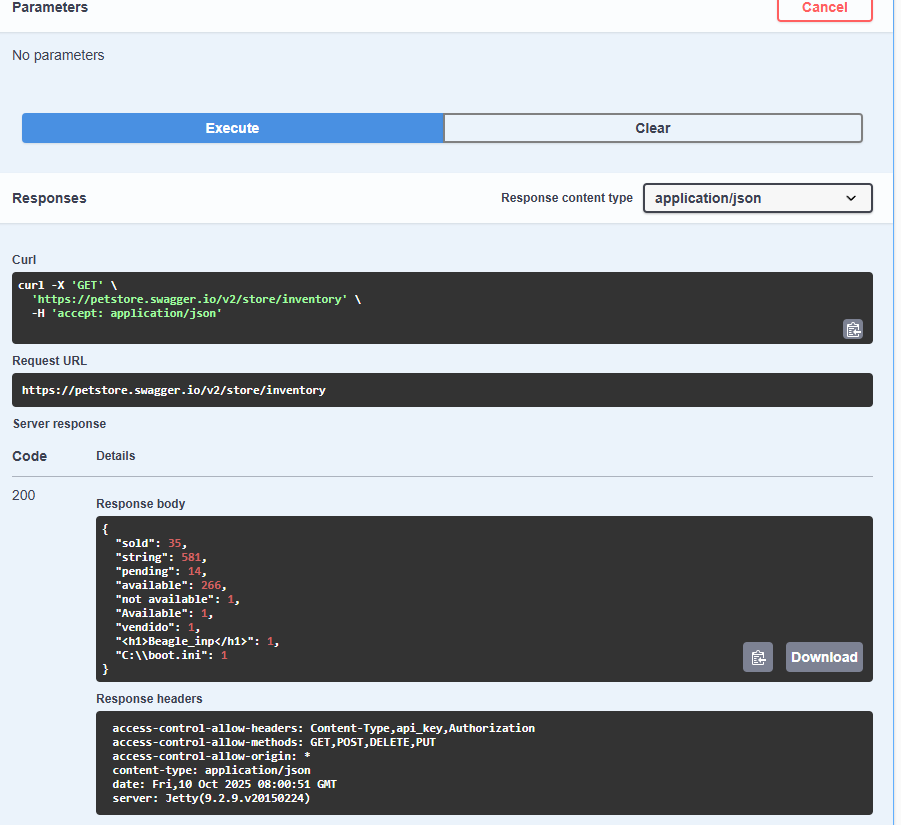 Parameters
Cancel
No parameters
Execute
Clear
Responses
Response content type
application/json
Curl
curl -X 'GET' \
  'https://petstore.swagger.io/v2/store/inventory' \
  -H 'accept: application/json'
Request URL
https://petstore.swagger.io/v2/store/inventory
Server response
Code
Details
200
Response body
{
  "sold": 35,
  "string": 581,
  "pending": 14,
  "available": 266,
  "not available": 1,
  "Available": 1,
  "vendido": 1,
  "<h1>Beagle_inp</h1>": 1,
  "C:\\boot.ini": 1
}
Download
Response headers
access-control-allow-headers: Content-Type,api_key,Authorization
access-control-allow-methods: GET,POST,DELETE,PUT
access-control-allow-origin: *
content-type: application/json
date: Fri,10 Oct 2025 08:00:51 GMT
server: Jetty(9.2.9.v20150224)